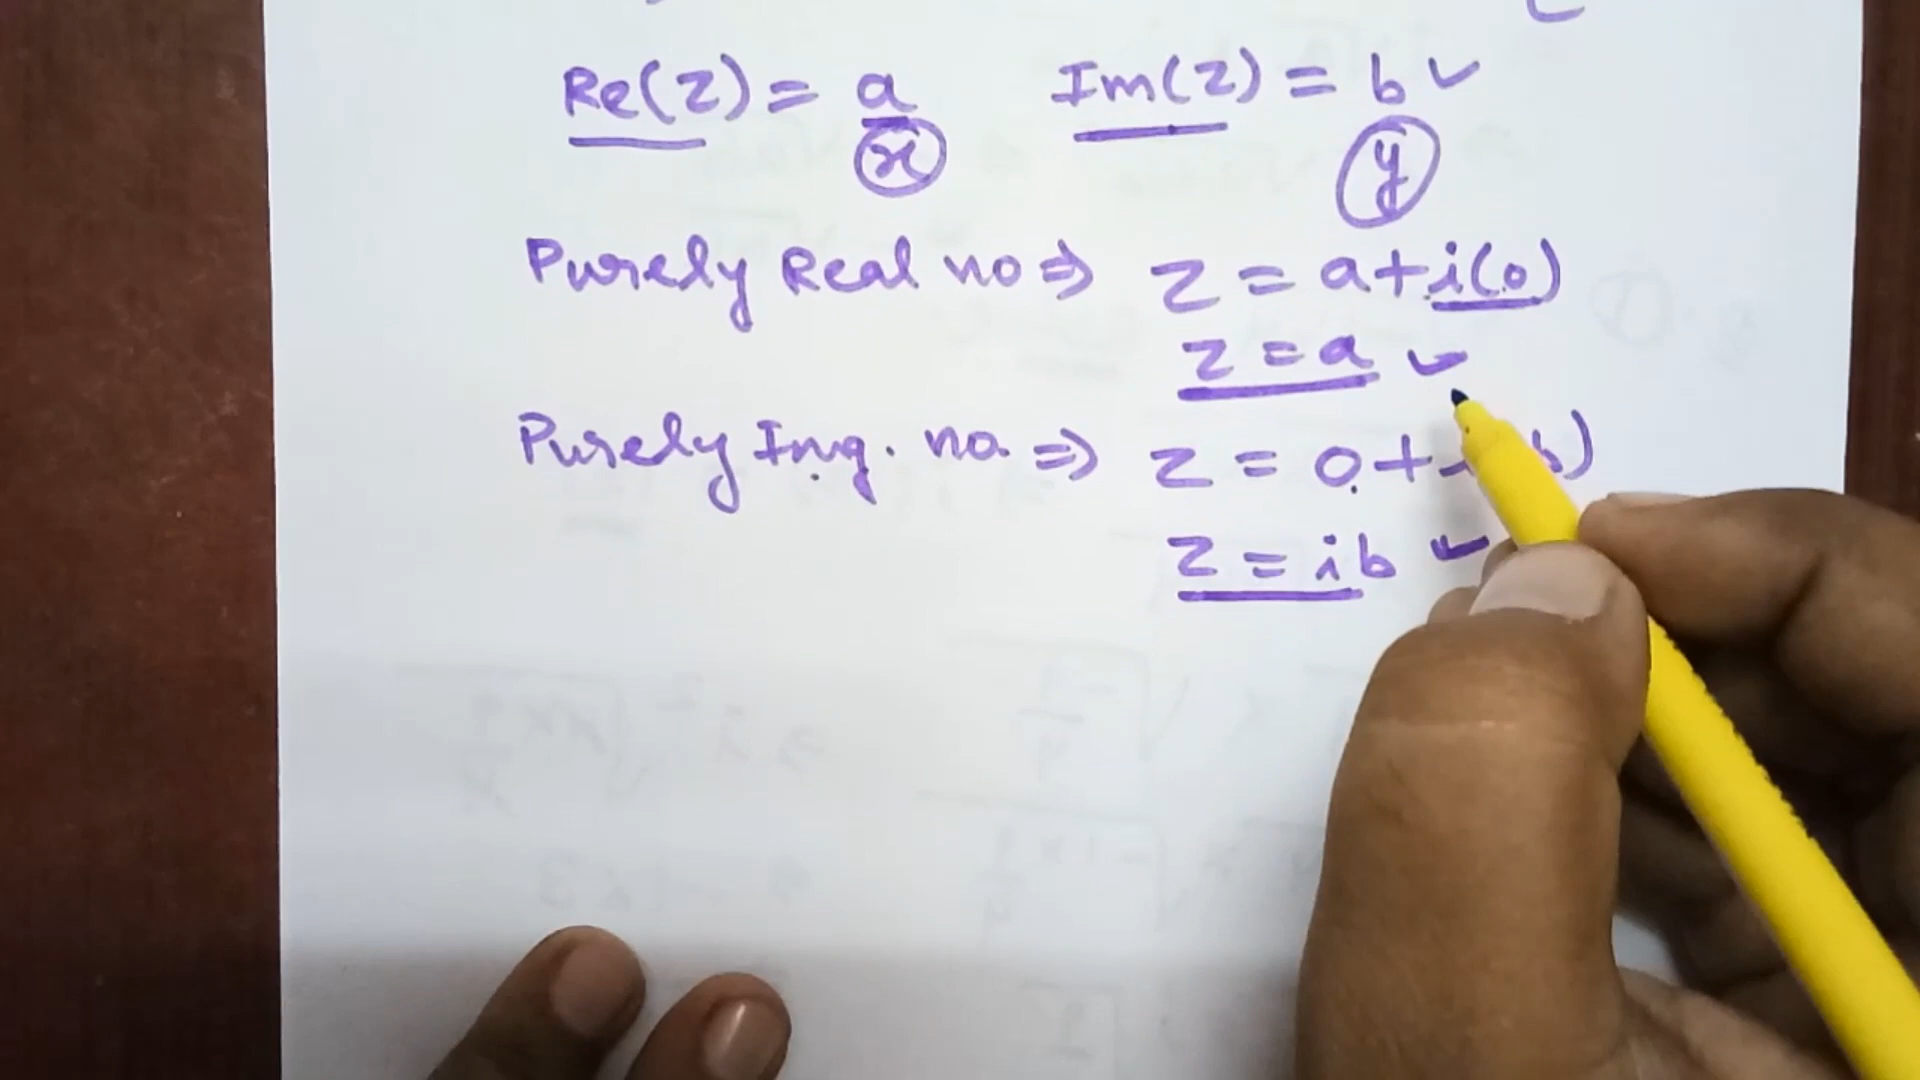 Re(z) = a Im(z) = b ✓
x y
Purely Real no ⇒ z = a + i(0)
z = a ✓
Purely Img. no. ⇒ z = 0 + b)
z = ib ✓